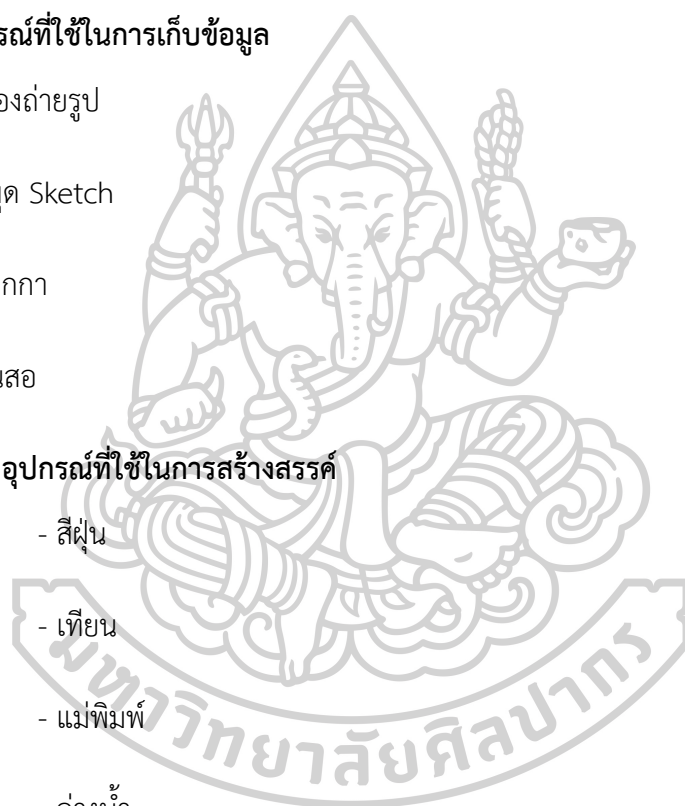 รณ์ที่ใช้ในการเก็บข้อมูล
องถ่ายรูป
มุด Sketch
กกา
นสอ
อุปกรณ์ที่ใช้ในการสร้างสรรค์
- สีฝุ่น
- เทียน
- แม่พิมพ์
มหาวิทยาลัยศิลปากร